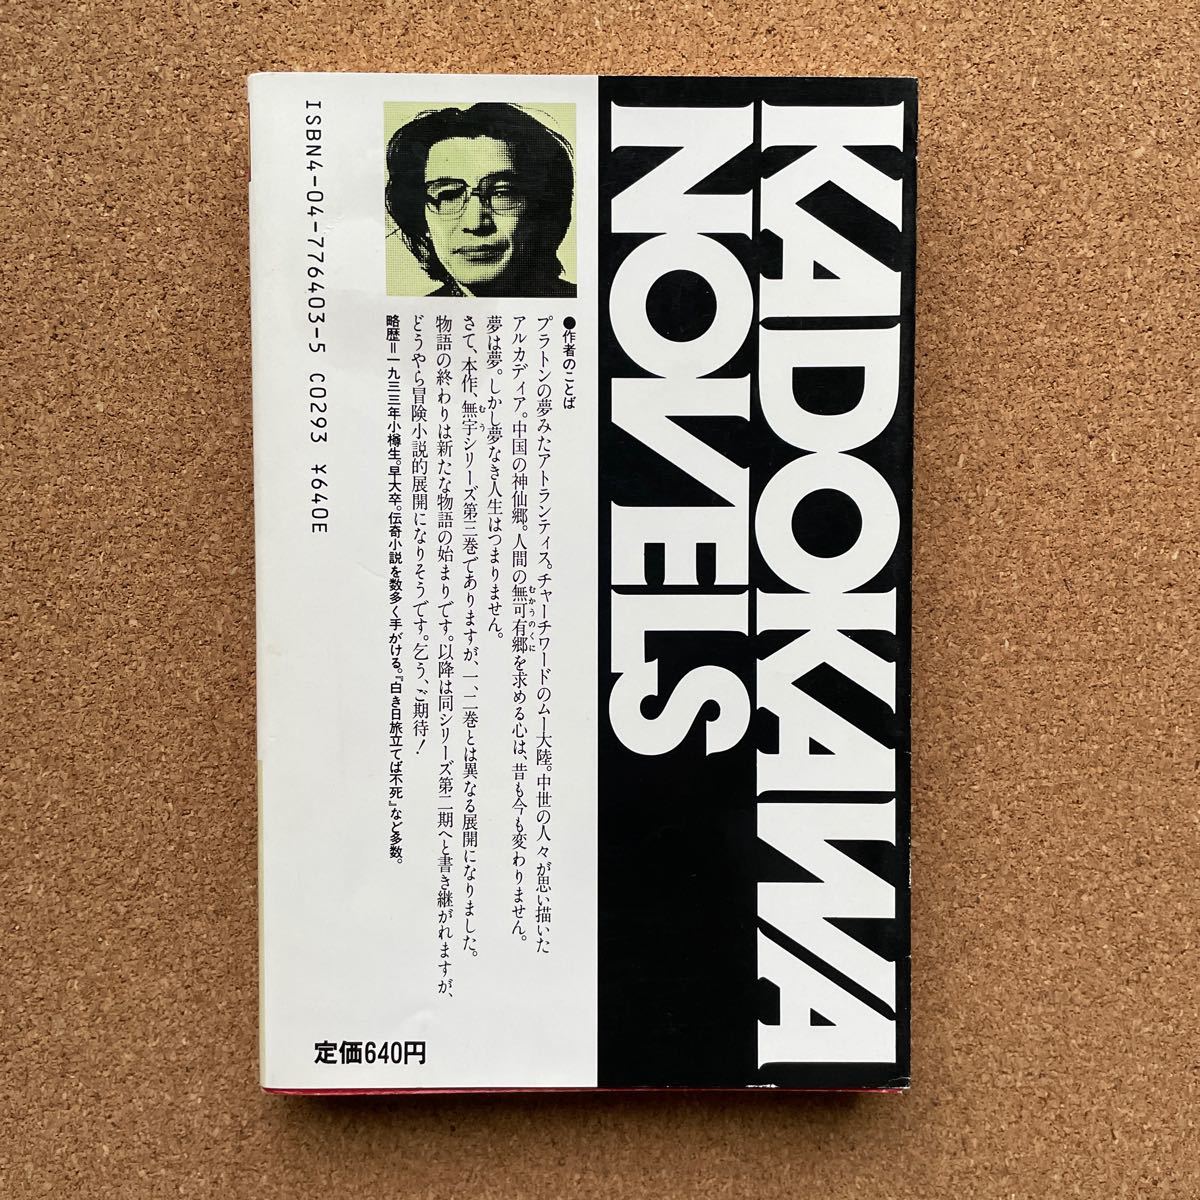 KADOKAWA
NOVELS
●作者のことば
プラトンの夢みたアトランティス。チャーチワードのムー大陸。中世の人々が思い描いた
アルカディア。中国の神仙郷。人間の無可有郷を求める心は、昔も今も変わりません。
むかうのくに
夢は夢。しかし夢なき人生はつまりません。
さて、本作、無宇シリーズ第三巻でありますが、一、二巻とは異なる展開になりました。
むう
物語の終わりは新たな物語の始まりです。以降は同シリーズ第二期へと書き継がれますが、
どうやら冒険小説的展開になりそうです。乞う、ご期待！
略歴＝一九三三年小樽生。早大卒。伝奇小説を数多く手がける。『白き日旅立てば不死』など多数。
ISBN4-04-776403-5 C0293 ¥640E
定価640円